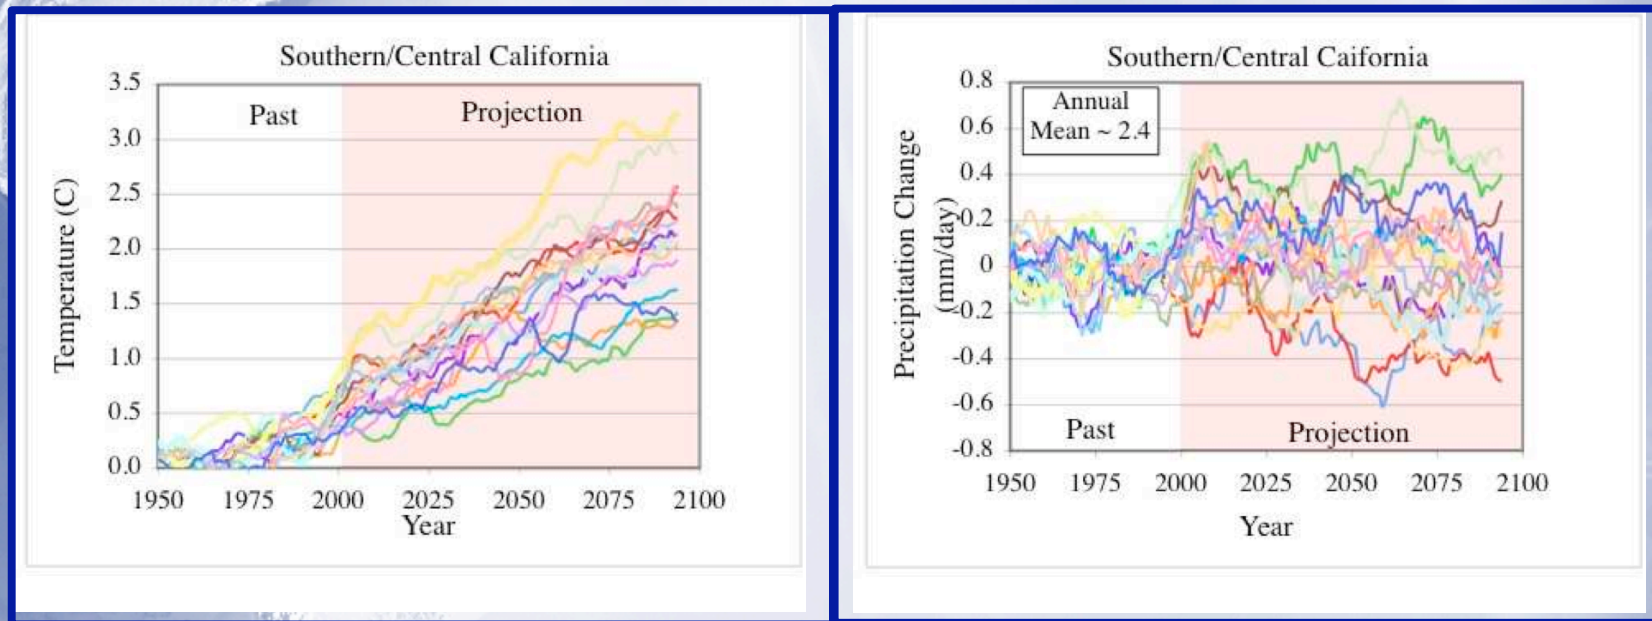 Southern/Central California
3.5
3.0
2.5
2.0
1.5
1.0
0.5
0.0
Temperature (C)
Past
Projection
1950 1975 2000 2025 2050 2075 2100
Year
Southern/Central Caifornia
0.8
0.6
0.4
0.2
0
-0.2
-0.4
-0.6
-0.8
Precipitation Change
(mm/day)
Annual
Mean ~ 2.4
Past
Projection
1950 1975 2000 2025 2050 2075 2100
Year